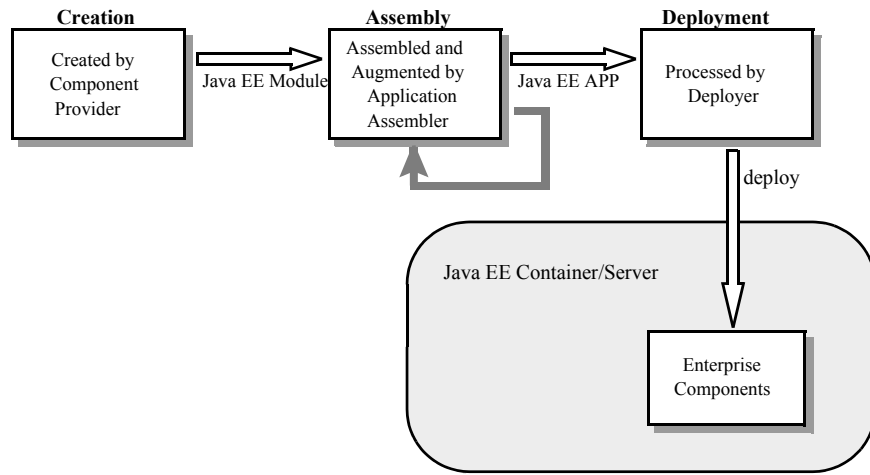 Creation
Created by
Component
Provider
Java EE Module
Assembly
Assembled and
Augmented by
Application
Assembler
Java EE APP
Deployment
Processed by
Deployer
deploy
Java EE Container/Server
Enterprise
Components